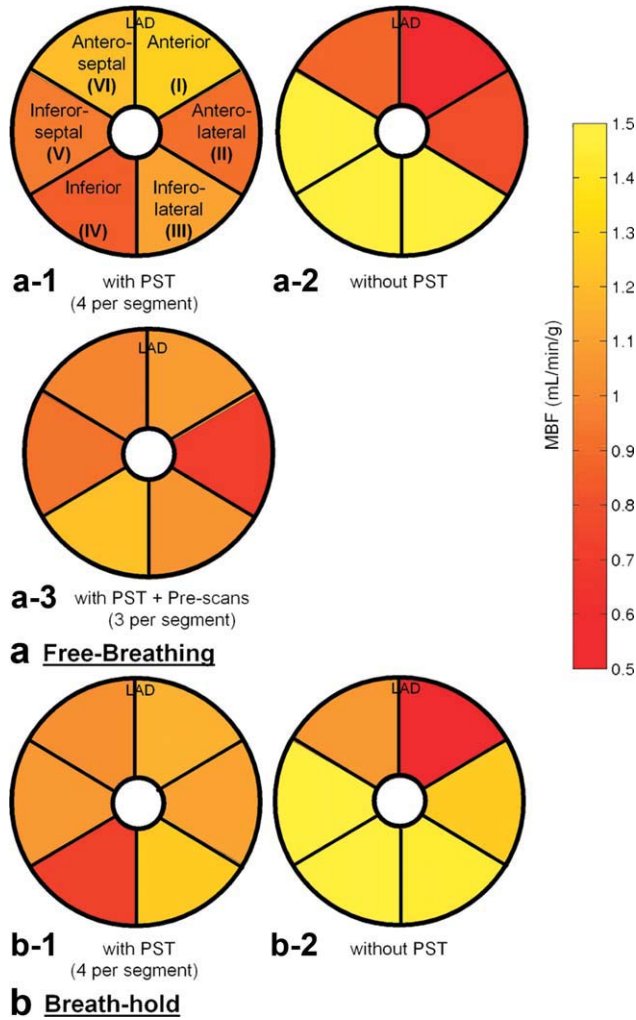 LAD
Antero-
septal
(VI)
Anterior
(I)
Inferor-
septal
(V)
Antero-
lateral
(II)
Inferior
(IV)
Infero-
lateral
(III)
a-1 with PST
(4 per segment)
LAD
a-2 without PST
1.5
1.4
1.3
1.2
1.1
1
0.9
0.8
0.7
0.6
0.5
MBF (mL/min/g)
LAD
a-3 with PST + Pre-scans
(3 per segment)
a Free-Breathing
LAD
b-1 with PST
(4 per segment)
LAD
b-2 without PST
b Breath-hold